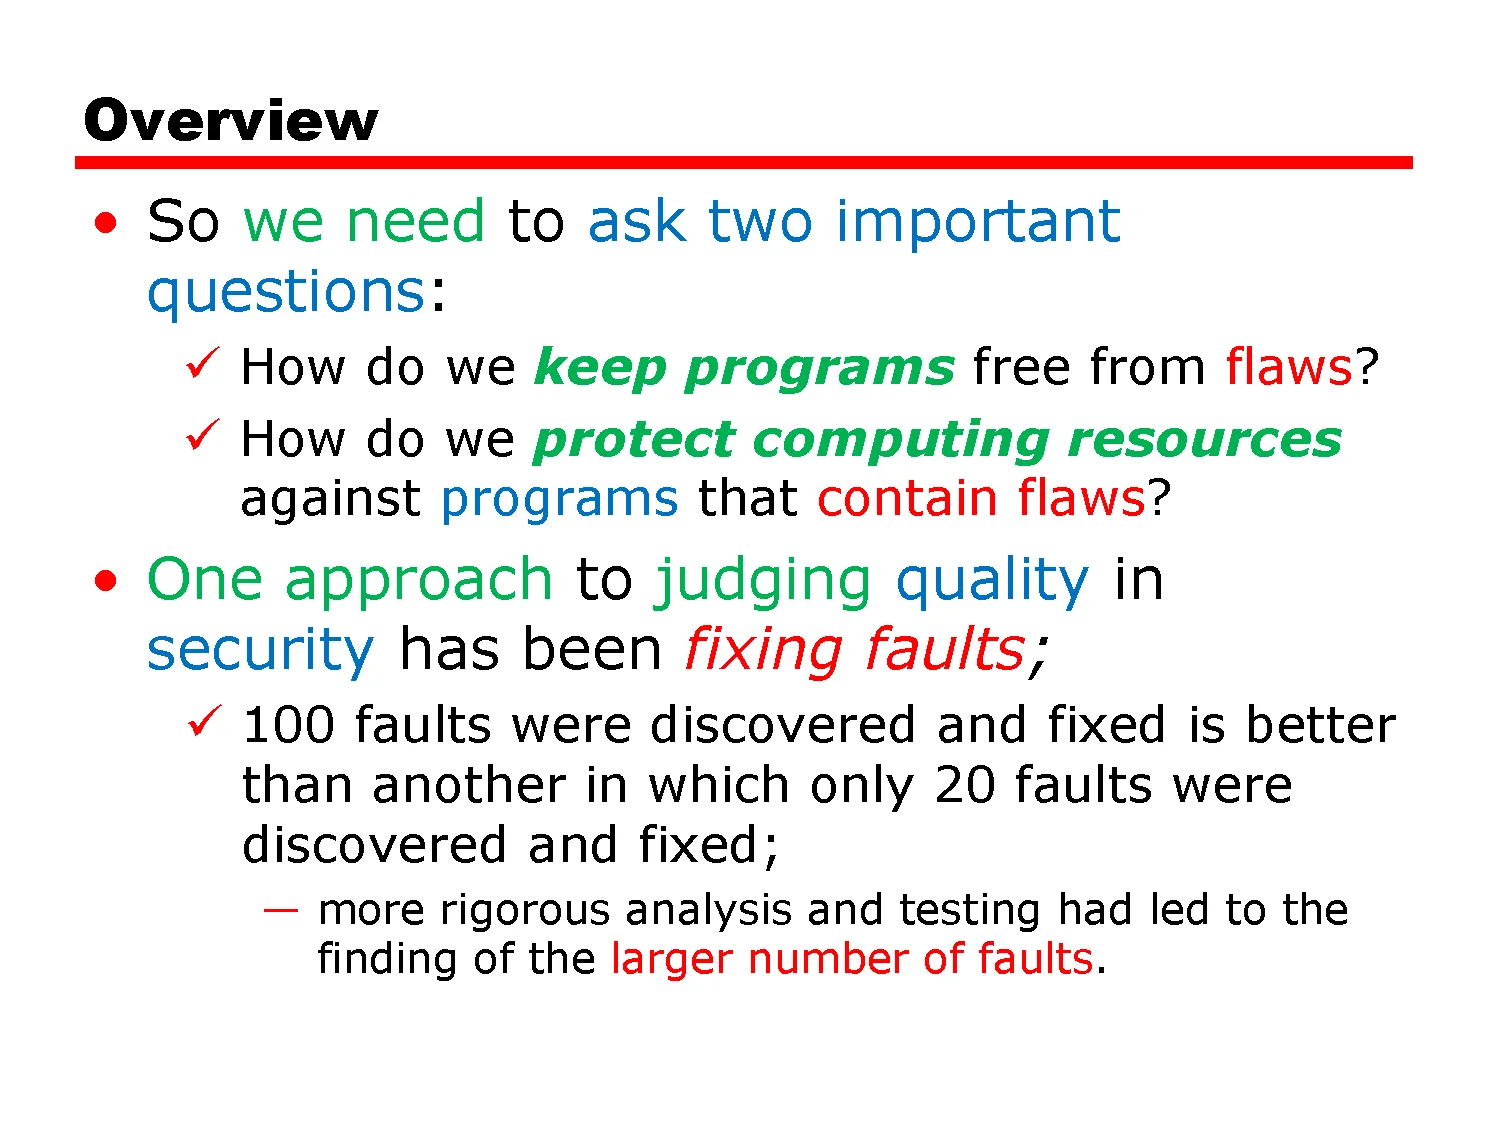 Overview
• So we need to ask two important
questions:
✓ How do we keep programs free from flaws?
✓ How do we protect computing resources
against programs that contain flaws?
• One approach to judging quality in
security has been fixing faults;
✓ 100 faults were discovered and fixed is better
than another in which only 20 faults were
discovered and fixed;
— more rigorous analysis and testing had led to the
finding of the larger number of faults.